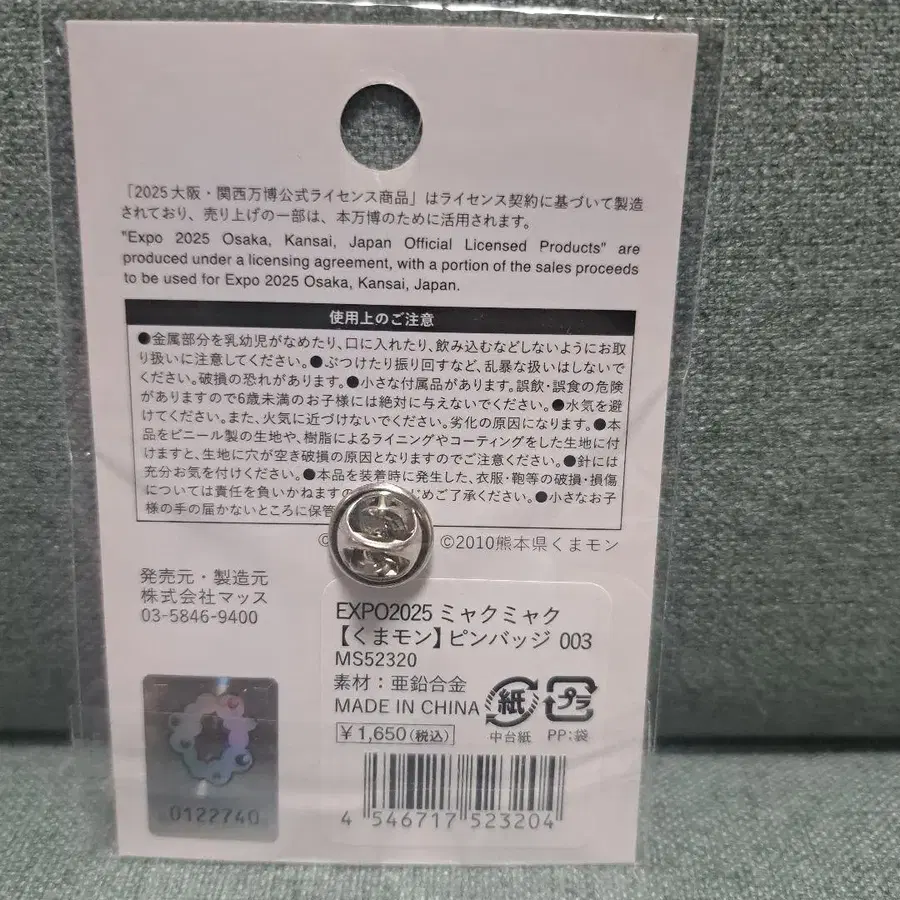 「2025大阪・関西万博公式ライセンス商品」はライセンス契約に基づいて製造
されており、売り上げの一部は、本万博のために活用されます。
"Expo 2025 Osaka, Kansai, Japan Official Licensed Products" are
produced under a licensing agreement, with a portion of the sales proceeds
to be used for Expo 2025 Osaka, Kansai, Japan.
使用上のご注意
●金属部分を乳幼児がなめたり、口に入れたり、飲み込むなどしないようにお取
り扱いに注意してください。●ぶつけたり振り回すなど、乱暴な扱いはしないで
ください。破損の恐れがあります。●小さな付属品があります。誤飲・誤食の危険
がありますので6歳未満のお子様には絶対に与えないでください。●水気を避
けてください。また、火気に近づけないでください。劣化の原因になります。●本
品をビニール製の生地や、樹脂によるライニングやコーティングをした生地に付
けますと、生地に穴が空き破損の原因となりますのでご注意ください。●針には
充分お気を付けください。●本品を装着時に発生した、衣服・鞄等の破損・損傷
については責任を負いかねますの じめご了承ください。●小さなお子
様の手の届かないところに保管
©2010熊本県くまモン
発売元・製造元
株式会社マッス
03-5846-9400
EXPO2025 ミャクミャク
【くまモン】ピンバッジ 003
MS52320
素材：亜鉛合金
MADE IN CHINA
紙
プラ
¥1,650(税込)
中台紙
PP:袋
0122740
4 546717 523204